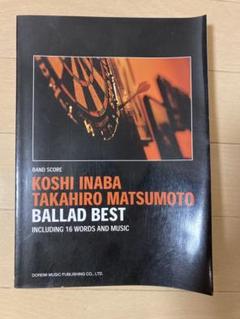 BAND SCORE
KOSHI INABA
TAKAHIRO MATSUMOTO
BALLAD BEST
INCLUDING 16 WORDS AND MUSIC
DOREMI MUSIC PUBLISHING CO., LTD.